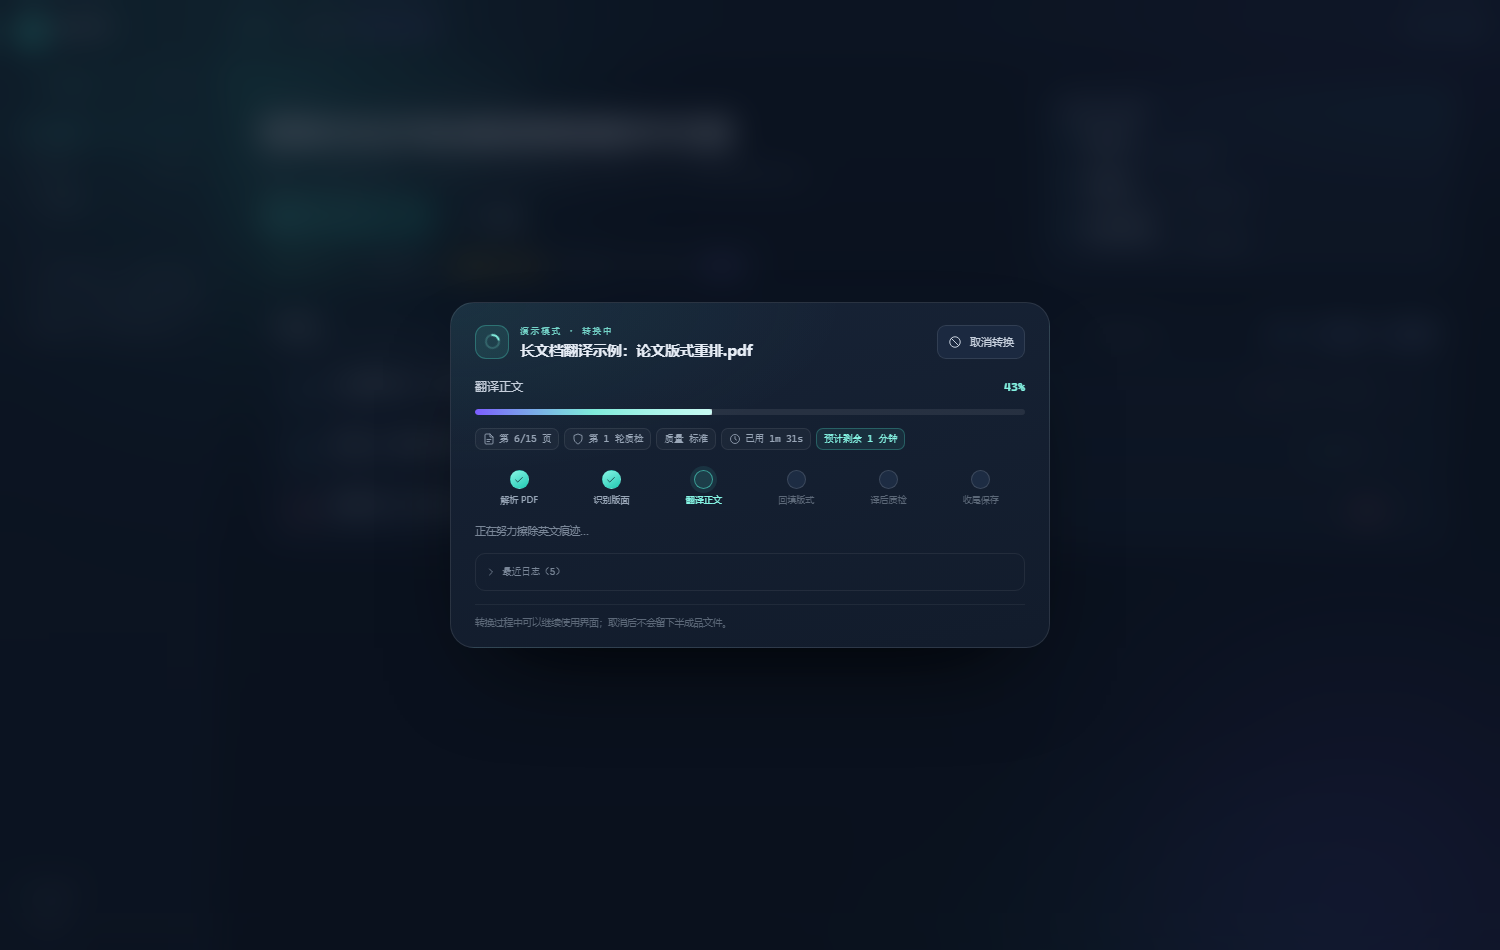 演示模式 · 转换中
长文档翻译示例：论文版式重排.pdf
取消转换
翻译正文
43%
第 6/15 页
第 1 轮质检
质量 标准
已用 1m 31s
预计剩余 1 分钟
解析 PDF
识别版面
翻译正文
回填版式
译后质检
收尾保存
正在努力擦除英文痕迹...
最近日志（5）
转换过程中可以继续使用界面；取消后不会留下半成品文件。